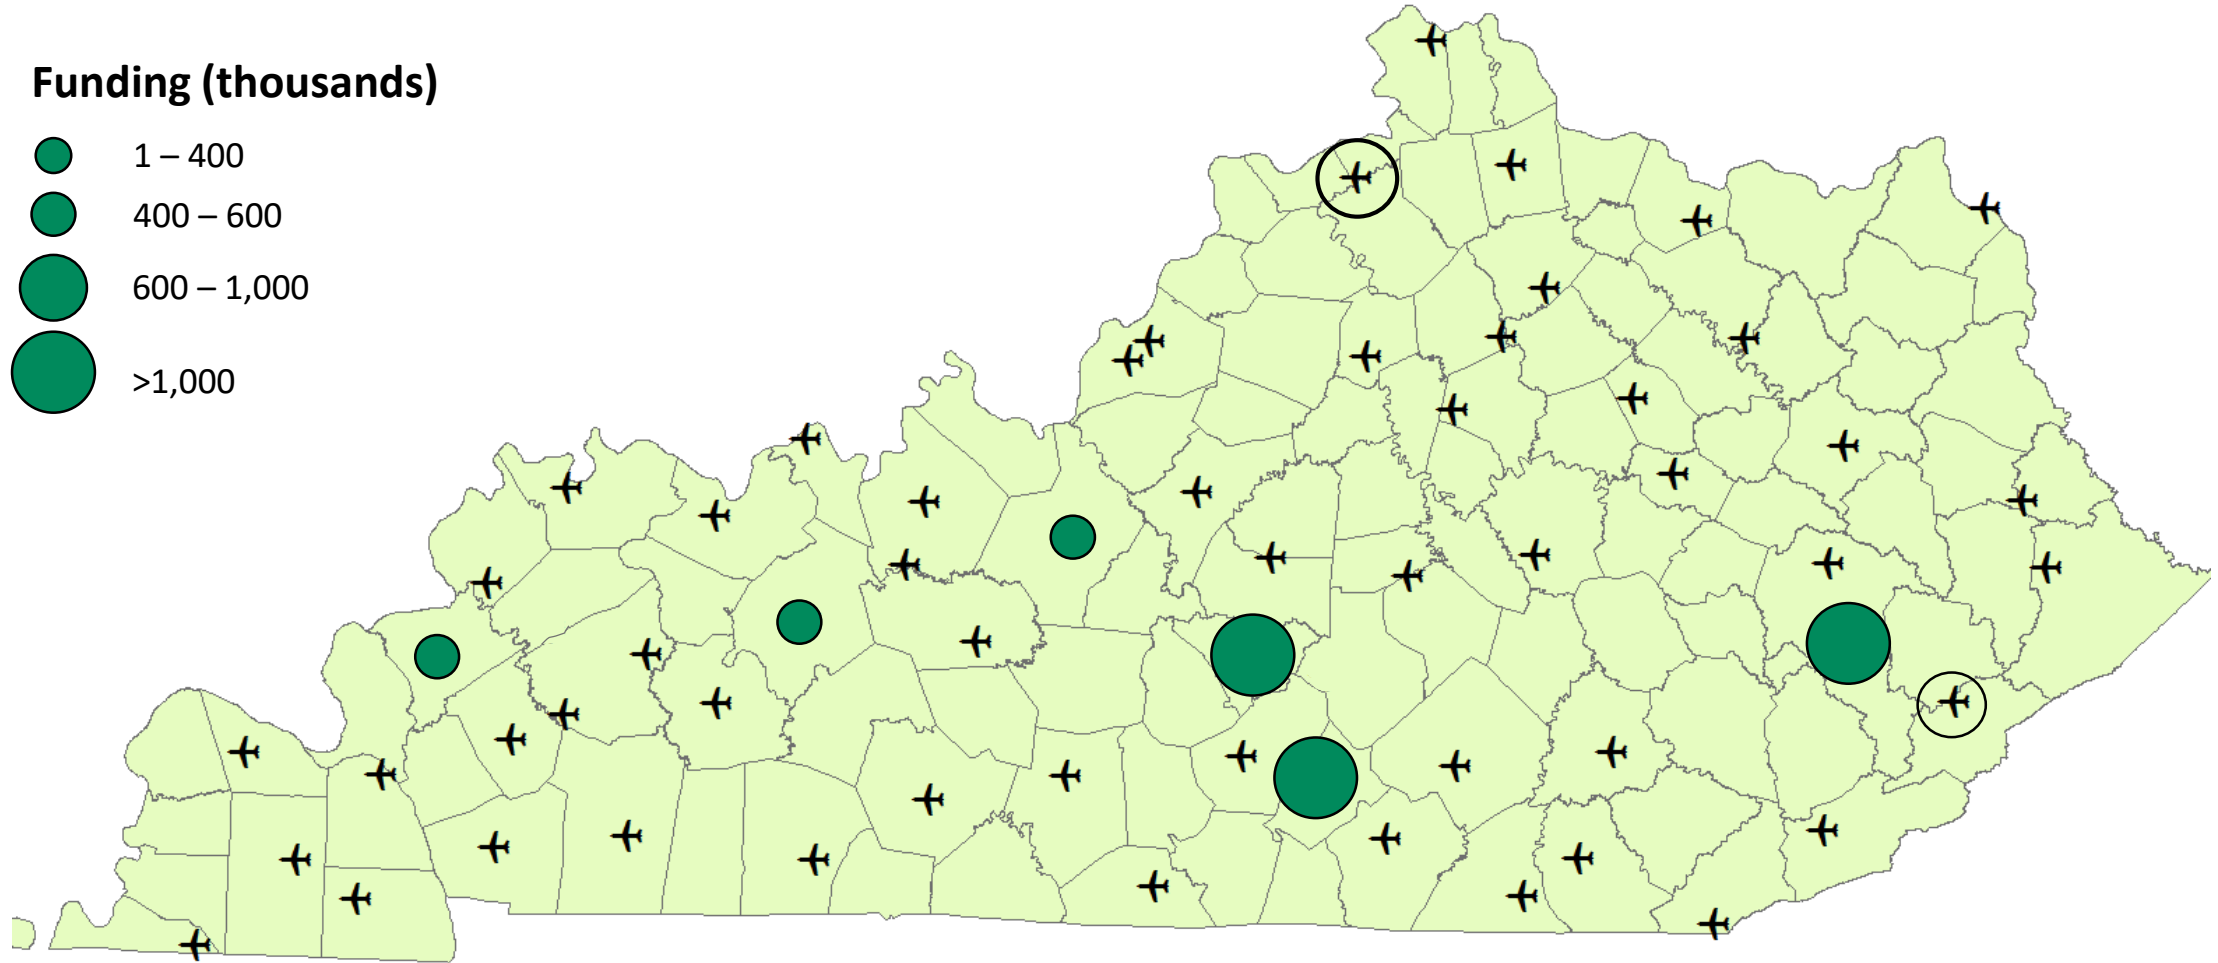 Funding (thousands)
1 – 400
400 – 600
600 – 1,000
>1,000